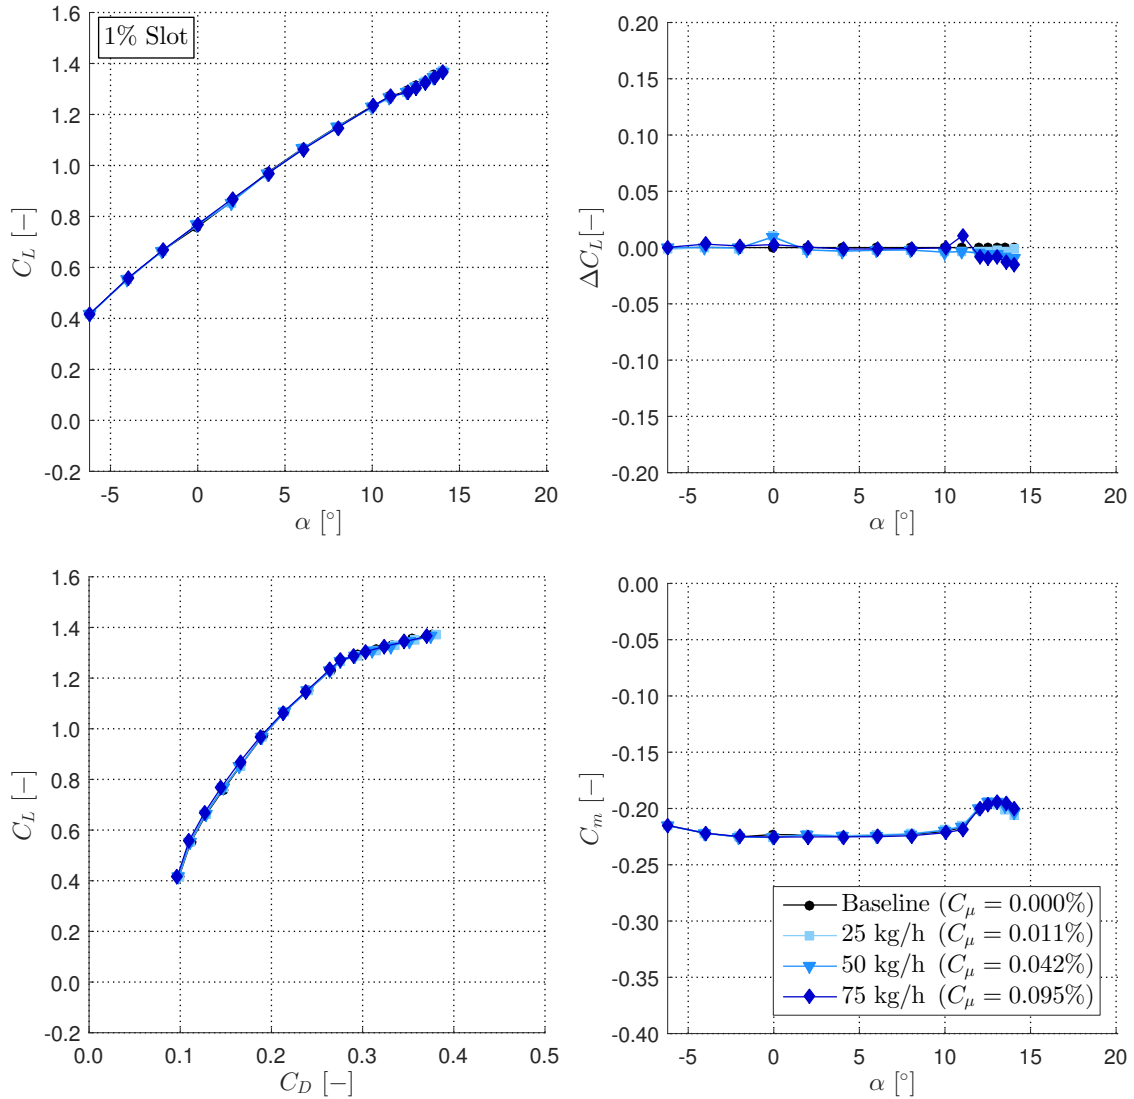 1% Slot
1.6
1.4
1.2
1.0
0.8
0.6
0.4
0.2
0.0
-0.2
C_L [−]
-5 0 5 10 15 20
α [°]
0.20
0.15
0.10
0.05
0.00
-0.05
-0.10
-0.15
-0.20
ΔC_L [−]
-5 0 5 10 15 20
α [°]
1.6
1.4
1.2
1.0
0.8
0.6
0.4
0.2
0.0
-0.2
C_L [−]
0.0 0.1 0.2 0.3 0.4 0.5
C_D [−]
0.00
-0.05
-0.10
-0.15
-0.20
-0.25
-0.30
-0.35
-0.40
C_m [−]
Baseline (C_μ = 0.000%)
25 kg/h (C_μ = 0.011%)
50 kg/h (C_μ = 0.042%)
75 kg/h (C_μ = 0.095%)
-5 0 5 10 15 20
α [°]